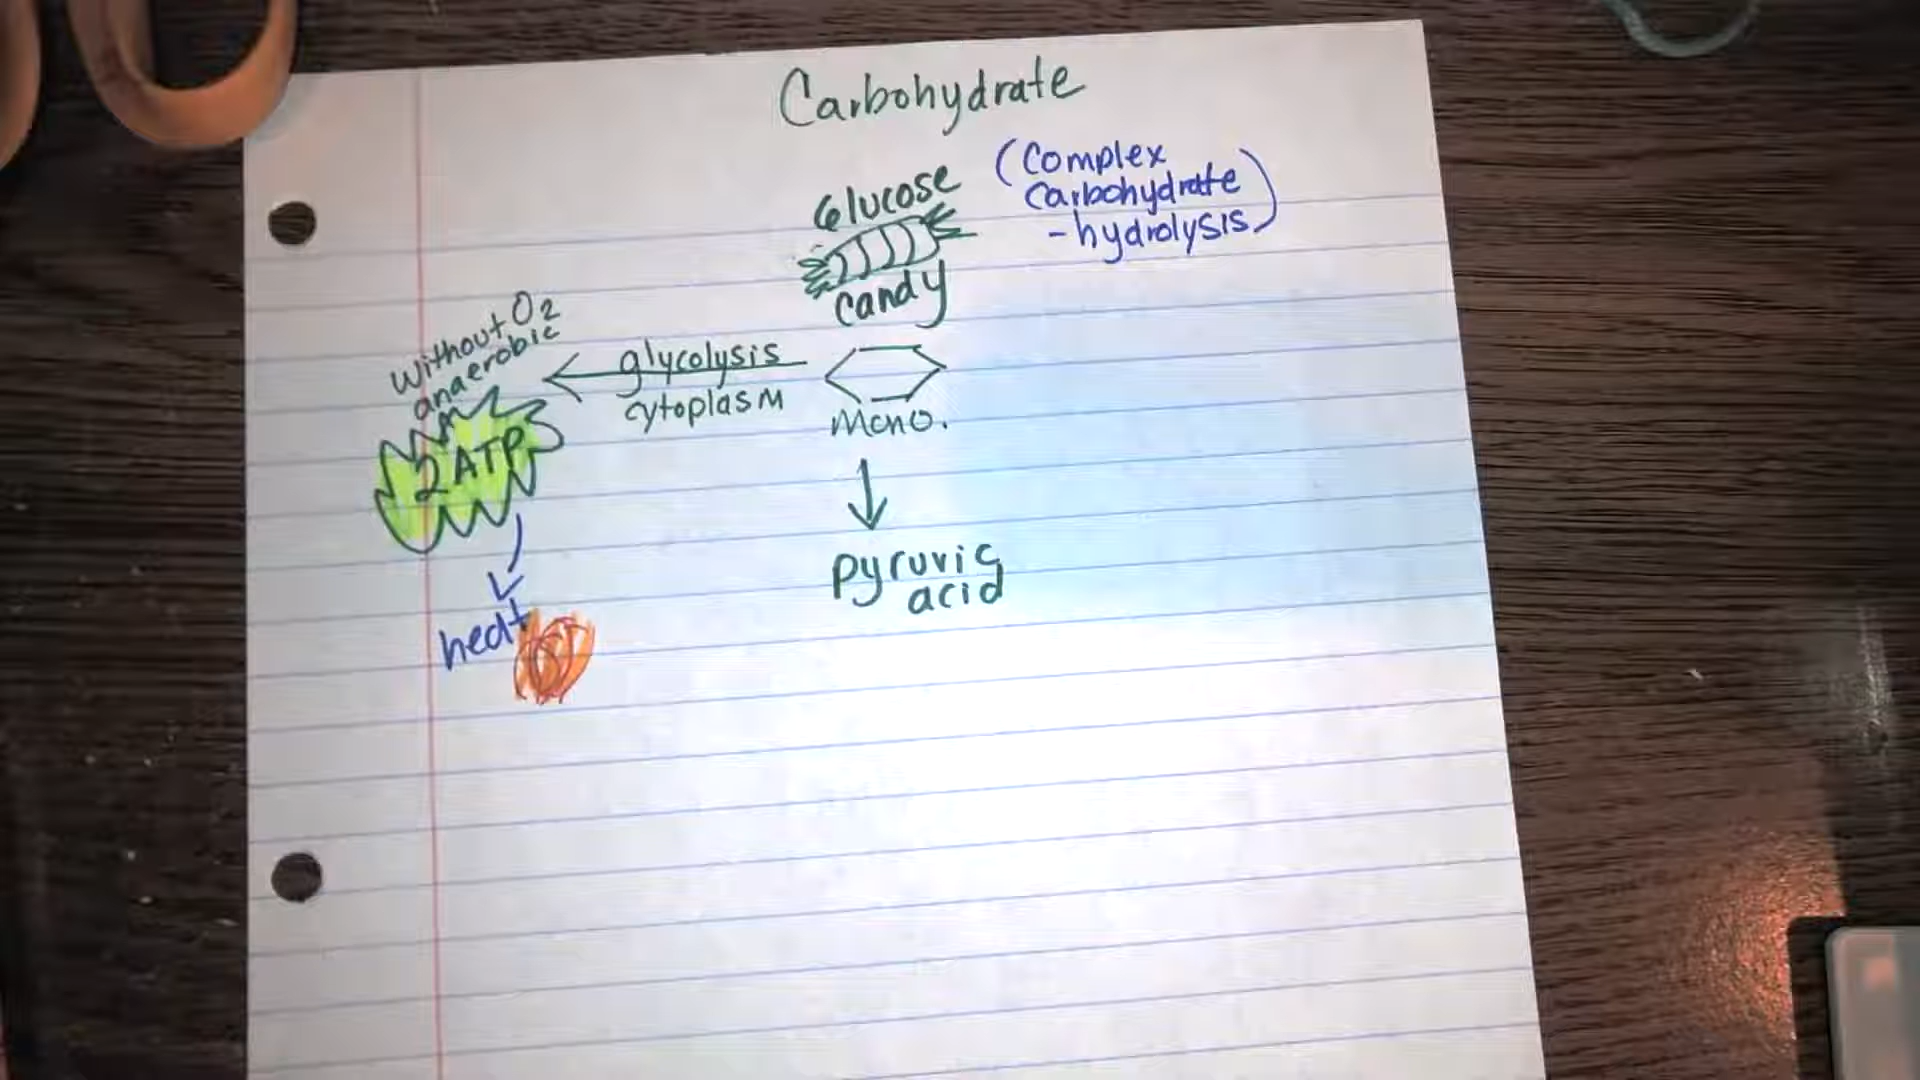 Carbohydrate
(Complex
Carbohydrate
- hydrolysis)
Glucose
candy
Without O2
anaerobic
glycolysis
cytoplasm
Mono.
2 ATP
pyruvic
acid
heat